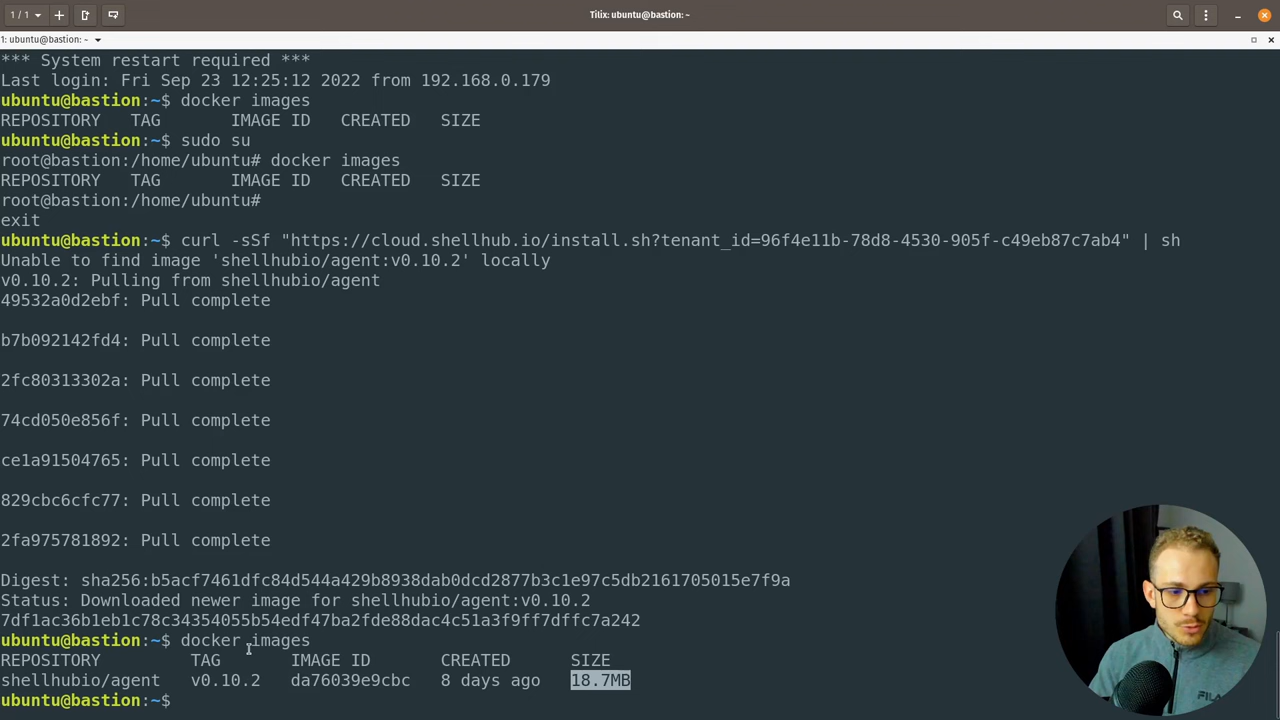 1 / 1
Tilix: ubuntu@bastion: ~
1: ubuntu@bastion: ~
*** System restart required ***
Last login: Fri Sep 23 12:25:12 2022 from 192.168.0.179
ubuntu@bastion:~$ docker images
REPOSITORY TAG IMAGE ID CREATED SIZE
ubuntu@bastion:~$ sudo su
root@bastion:/home/ubuntu# docker images
REPOSITORY TAG IMAGE ID CREATED SIZE
root@bastion:/home/ubuntu#
exit
ubuntu@bastion:~$ curl -sSf "https://cloud.shellhub.io/install.sh?tenant_id=96f4e11b-78d8-4530-905f-c49eb87c7ab4" | sh
Unable to find image 'shellhubio/agent:v0.10.2' locally
v0.10.2: Pulling from shellhubio/agent
49532a0d2ebf: Pull complete
b7b092142fd4: Pull complete
2fc80313302a: Pull complete
74cd050e856f: Pull complete
ce1a91504765: Pull complete
829cbc6cfc77: Pull complete
2fa975781892: Pull complete
Digest: sha256:b5acf7461dfc84d544a429b8938dab0dcd2877b3c1e97c5db2161705015e7f9a
Status: Downloaded newer image for shellhubio/agent:v0.10.2
7df1ac36b1eb1c78c34354055b54edf47ba2fde88dac4c51a3f9ff7dffc7a242
ubuntu@bastion:~$ docker images
REPOSITORY TAG IMAGE ID CREATED SIZE
shellhubio/agent v0.10.2 da76039e9cbc 8 days ago 18.7MB
ubuntu@bastion:~$
FILA